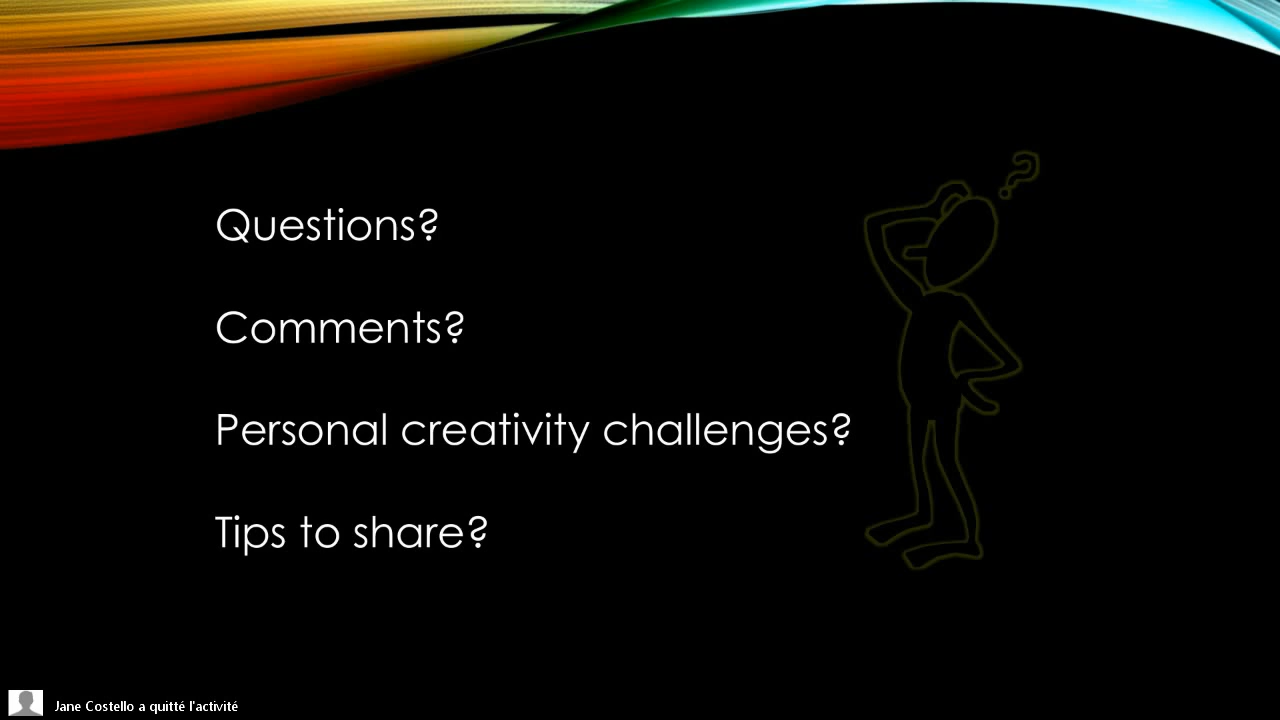 Questions?
Comments?
Personal creativity challenges?
Tips to share?
?
Jane Costello a quitté l'activité